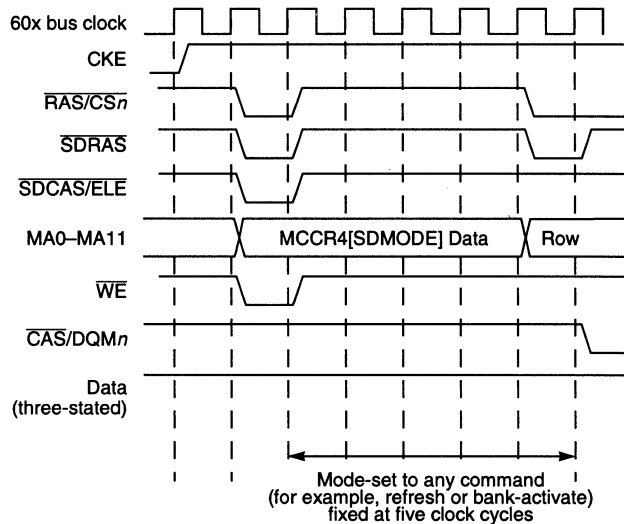 60x bus clock
CKE
RAS/CSn
SDRAS
SDCAS/ELE
MA0–MA11
MCCR4[SDMODE] Data
Row
WE
CAS/DQMn
Data
(three-stated)
Mode-set to any command
(for example, refresh or bank-activate)
fixed at five clock cycles